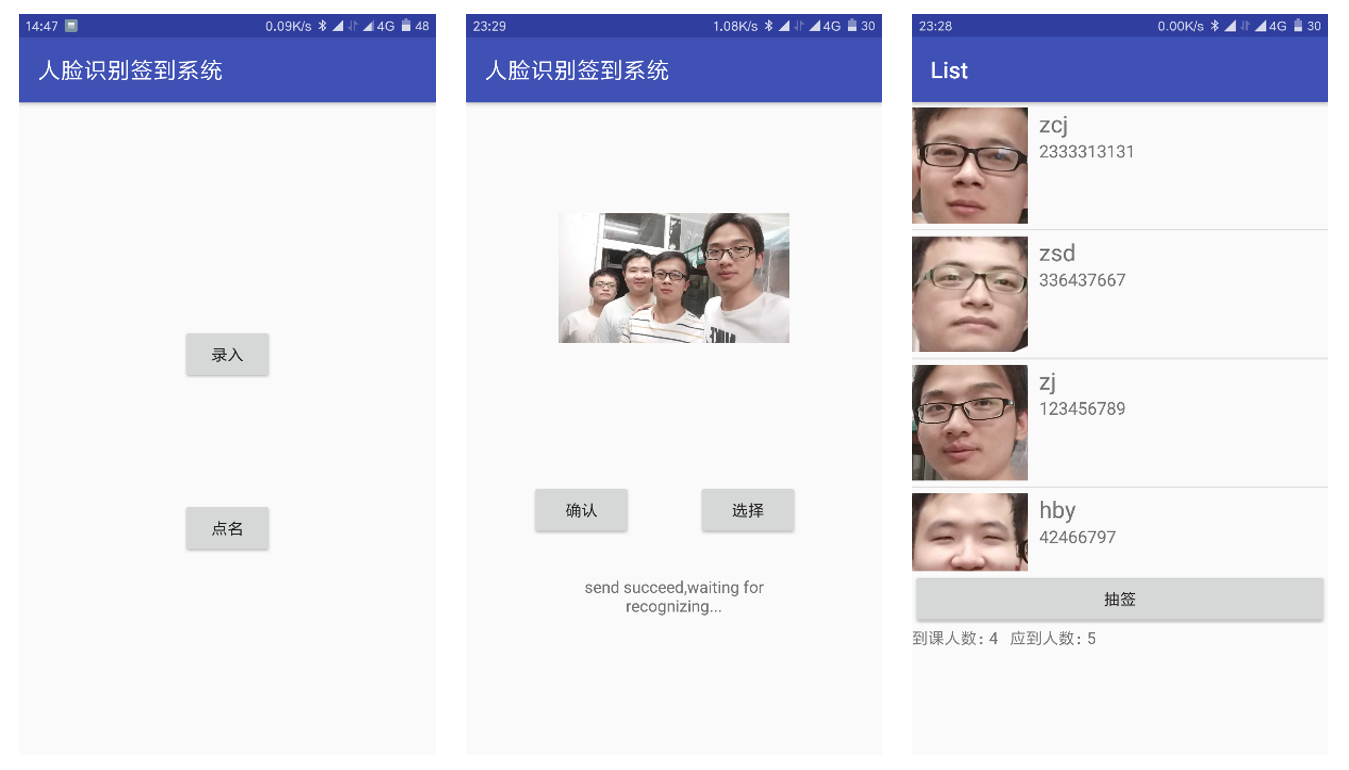 14:47 0.09K/s 4G 48
人脸识别签到系统
录入
点名
23:29 1.08K/s 4G 30
人脸识别签到系统
确认 选择
send succeed,waiting for
recognizing...
23:28 0.00K/s 4G 30
List
zcj
2333313131
zsd
336437667
zj
123456789
hby
42466797
抽签
到课人数: 4 应到人数: 5